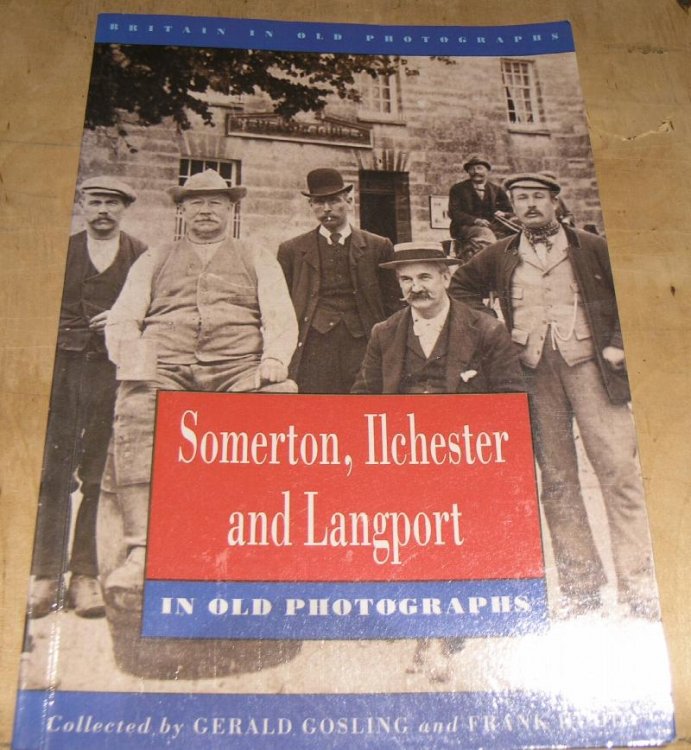 BRITAIN IN OLD PHOTOGRAPHS
Somerton, Ilchester
and Langport
IN OLD PHOTOGRAPHS
Collected by GERALD GOSLING and FRANK